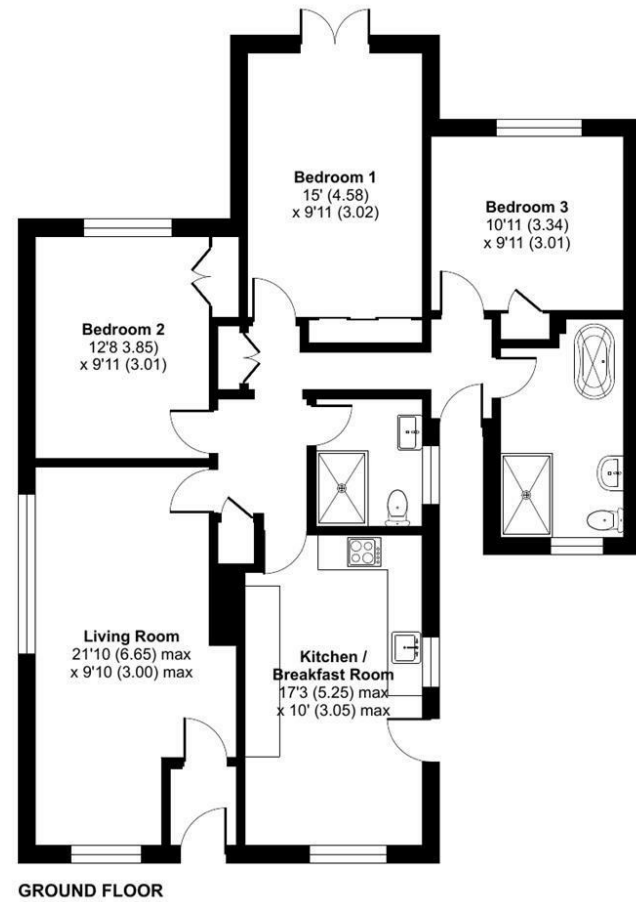 Bedroom 1
15' (4.58)
x 9'11 (3.02)
Bedroom 3
10'11 (3.34)
x 9'11 (3.01)
Bedroom 2
12'8 3.85)
x 9'11 (3.01)
Living Room
21'10 (6.65) max
x 9'10 (3.00) max
Kitchen /
Breakfast Room
17'3 (5.25) max
x 10' (3.05) max
GROUND FLOOR